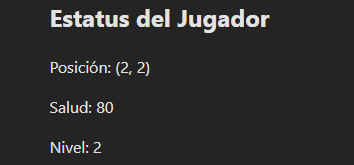 Estatus del Jugador
Posición: (2, 2)
Salud: 80
Nivel: 2